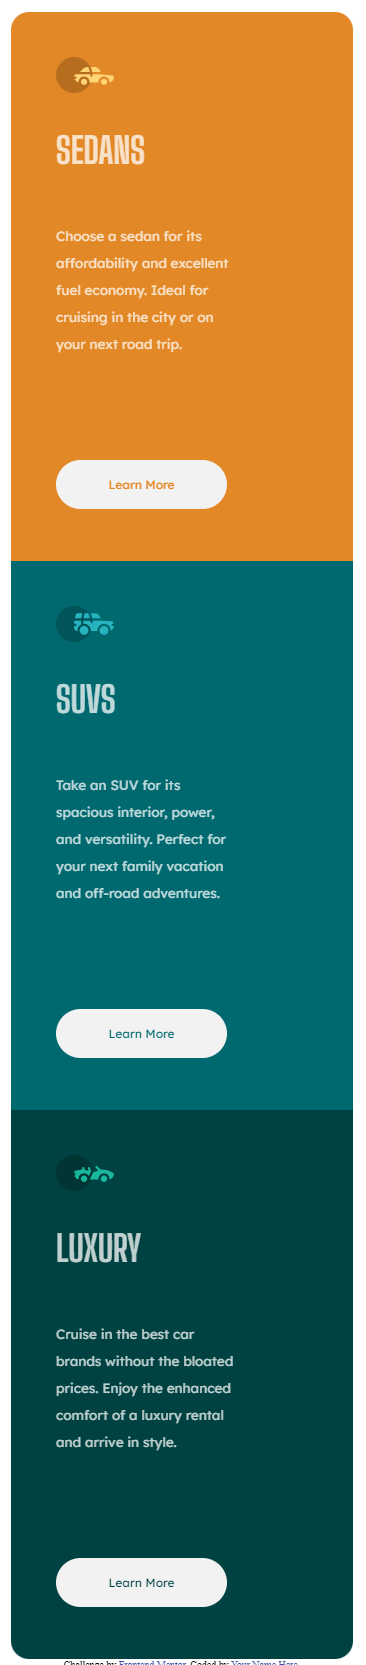 SEDANS
Choose a sedan for its
affordability and excellent
fuel economy. Ideal for
cruising in the city or on
your next road trip.
Learn More
SUVS
Take an SUV for its
spacious interior, power,
and versatility. Perfect for
your next family vacation
and off-road adventures.
Learn More
LUXURY
Cruise in the best car
brands without the bloated
prices. Enjoy the enhanced
comfort of a luxury rental
and arrive in style.
Learn More
Challenge by Frontend Mentor. Coded by Your Name Here.